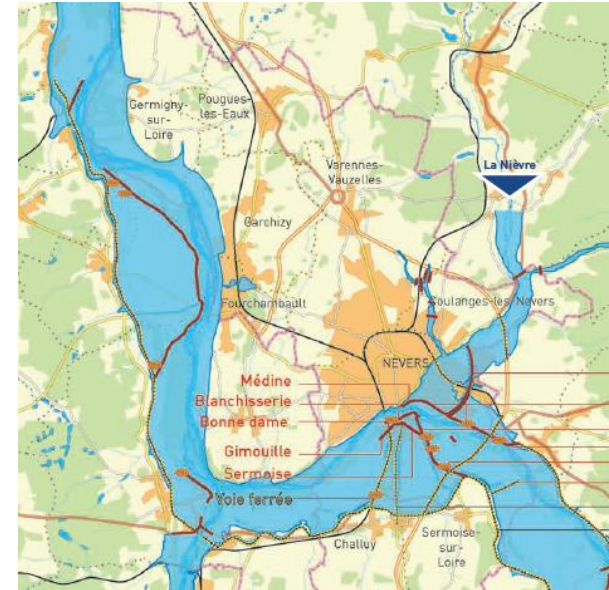 Germigny-
sur-
Loire
Pougues-
les-Eaux
La Nièvre
Varennes-
Vauzelles
Garchizy
Fourchambault
Coulanges-les-Nevers
NEVERS
Médine
Blanchisserie
Bonne dame
Gimouille
Sermoise
Voie ferrée
Challuy
Sermoise-
sur-
Loire